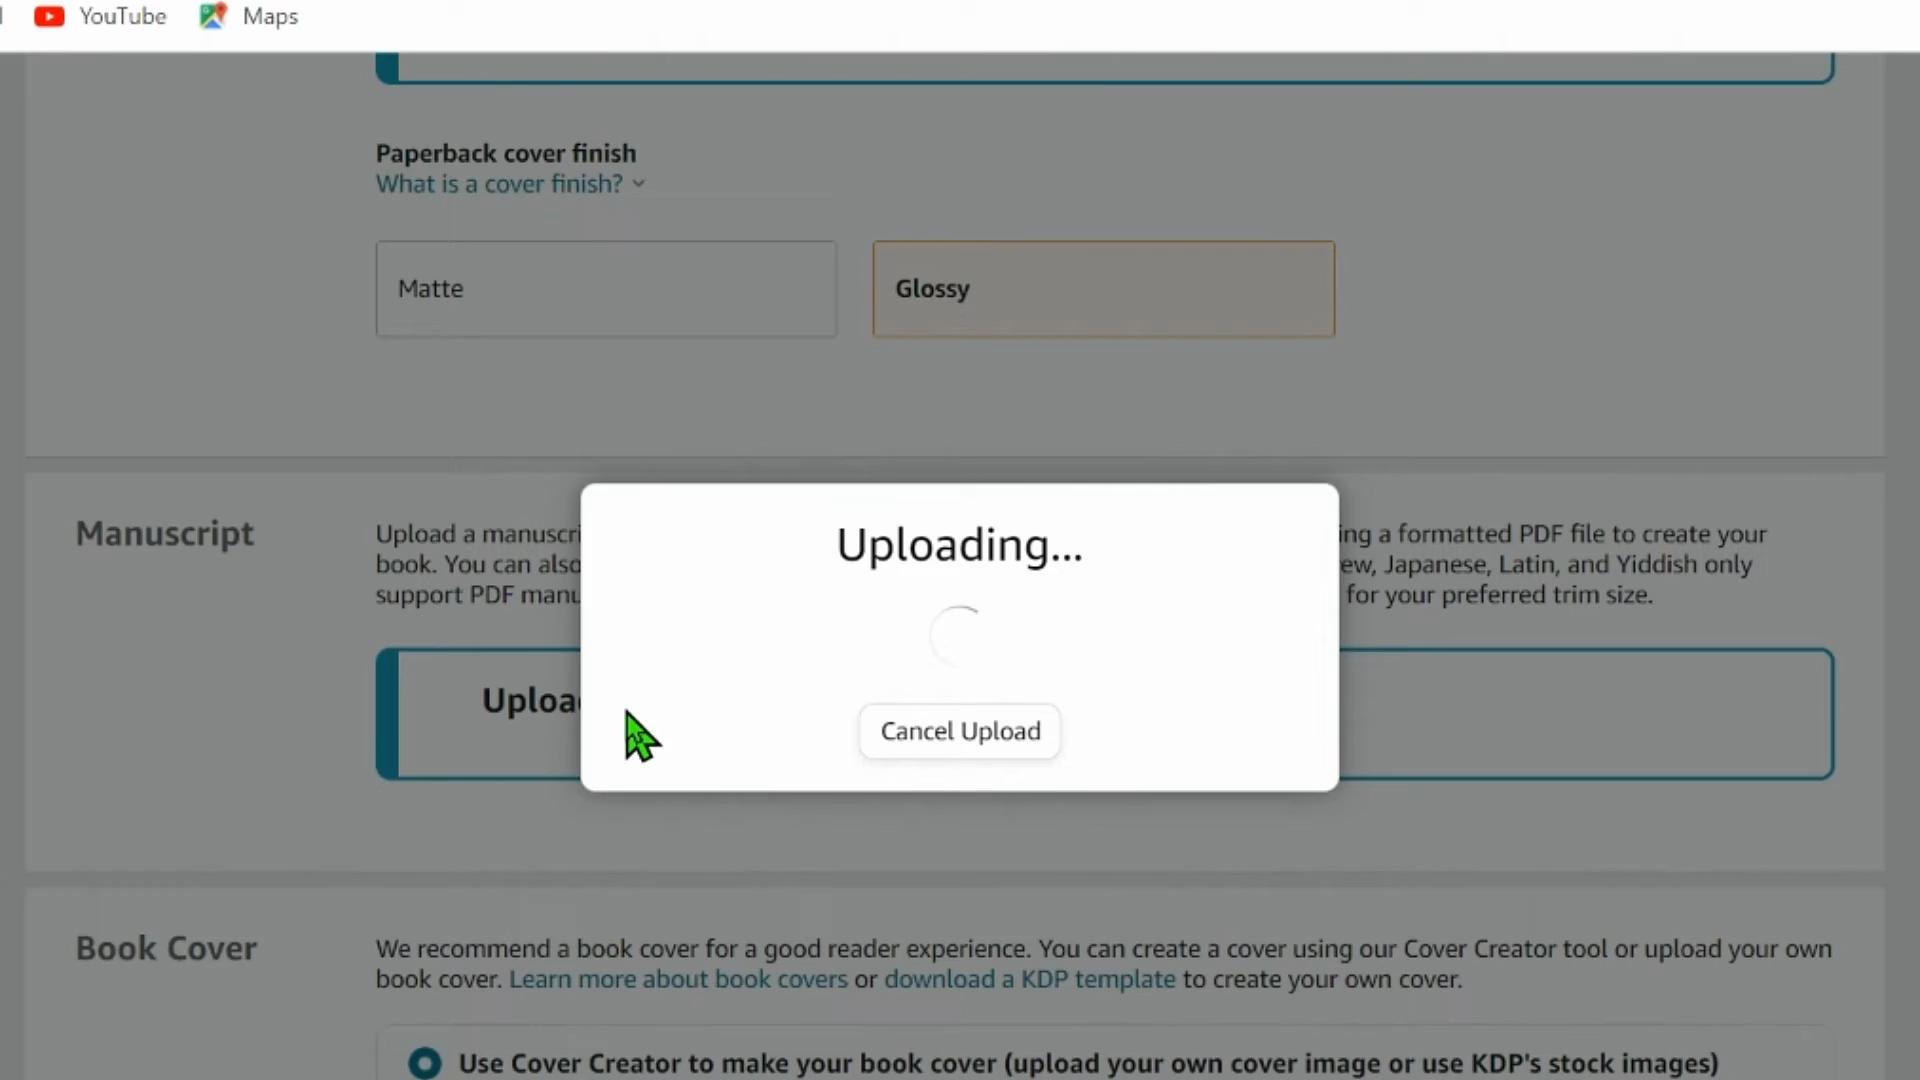 YouTube Maps
Paperback cover finish
What is a cover finish?
Matte
Glossy
Manuscript
Upload a manuscri ing a formatted PDF file to create your
book. You can also ew, Japanese, Latin, and Yiddish only
support PDF manu for your preferred trim size.
Uploading...
Cancel Upload
Uploa
Book Cover
We recommend a book cover for a good reader experience. You can create a cover using our Cover Creator tool or upload your own
book cover. Learn more about book covers or download a KDP template to create your own cover.
Use Cover Creator to make your book cover (upload your own cover image or use KDP's stock images)